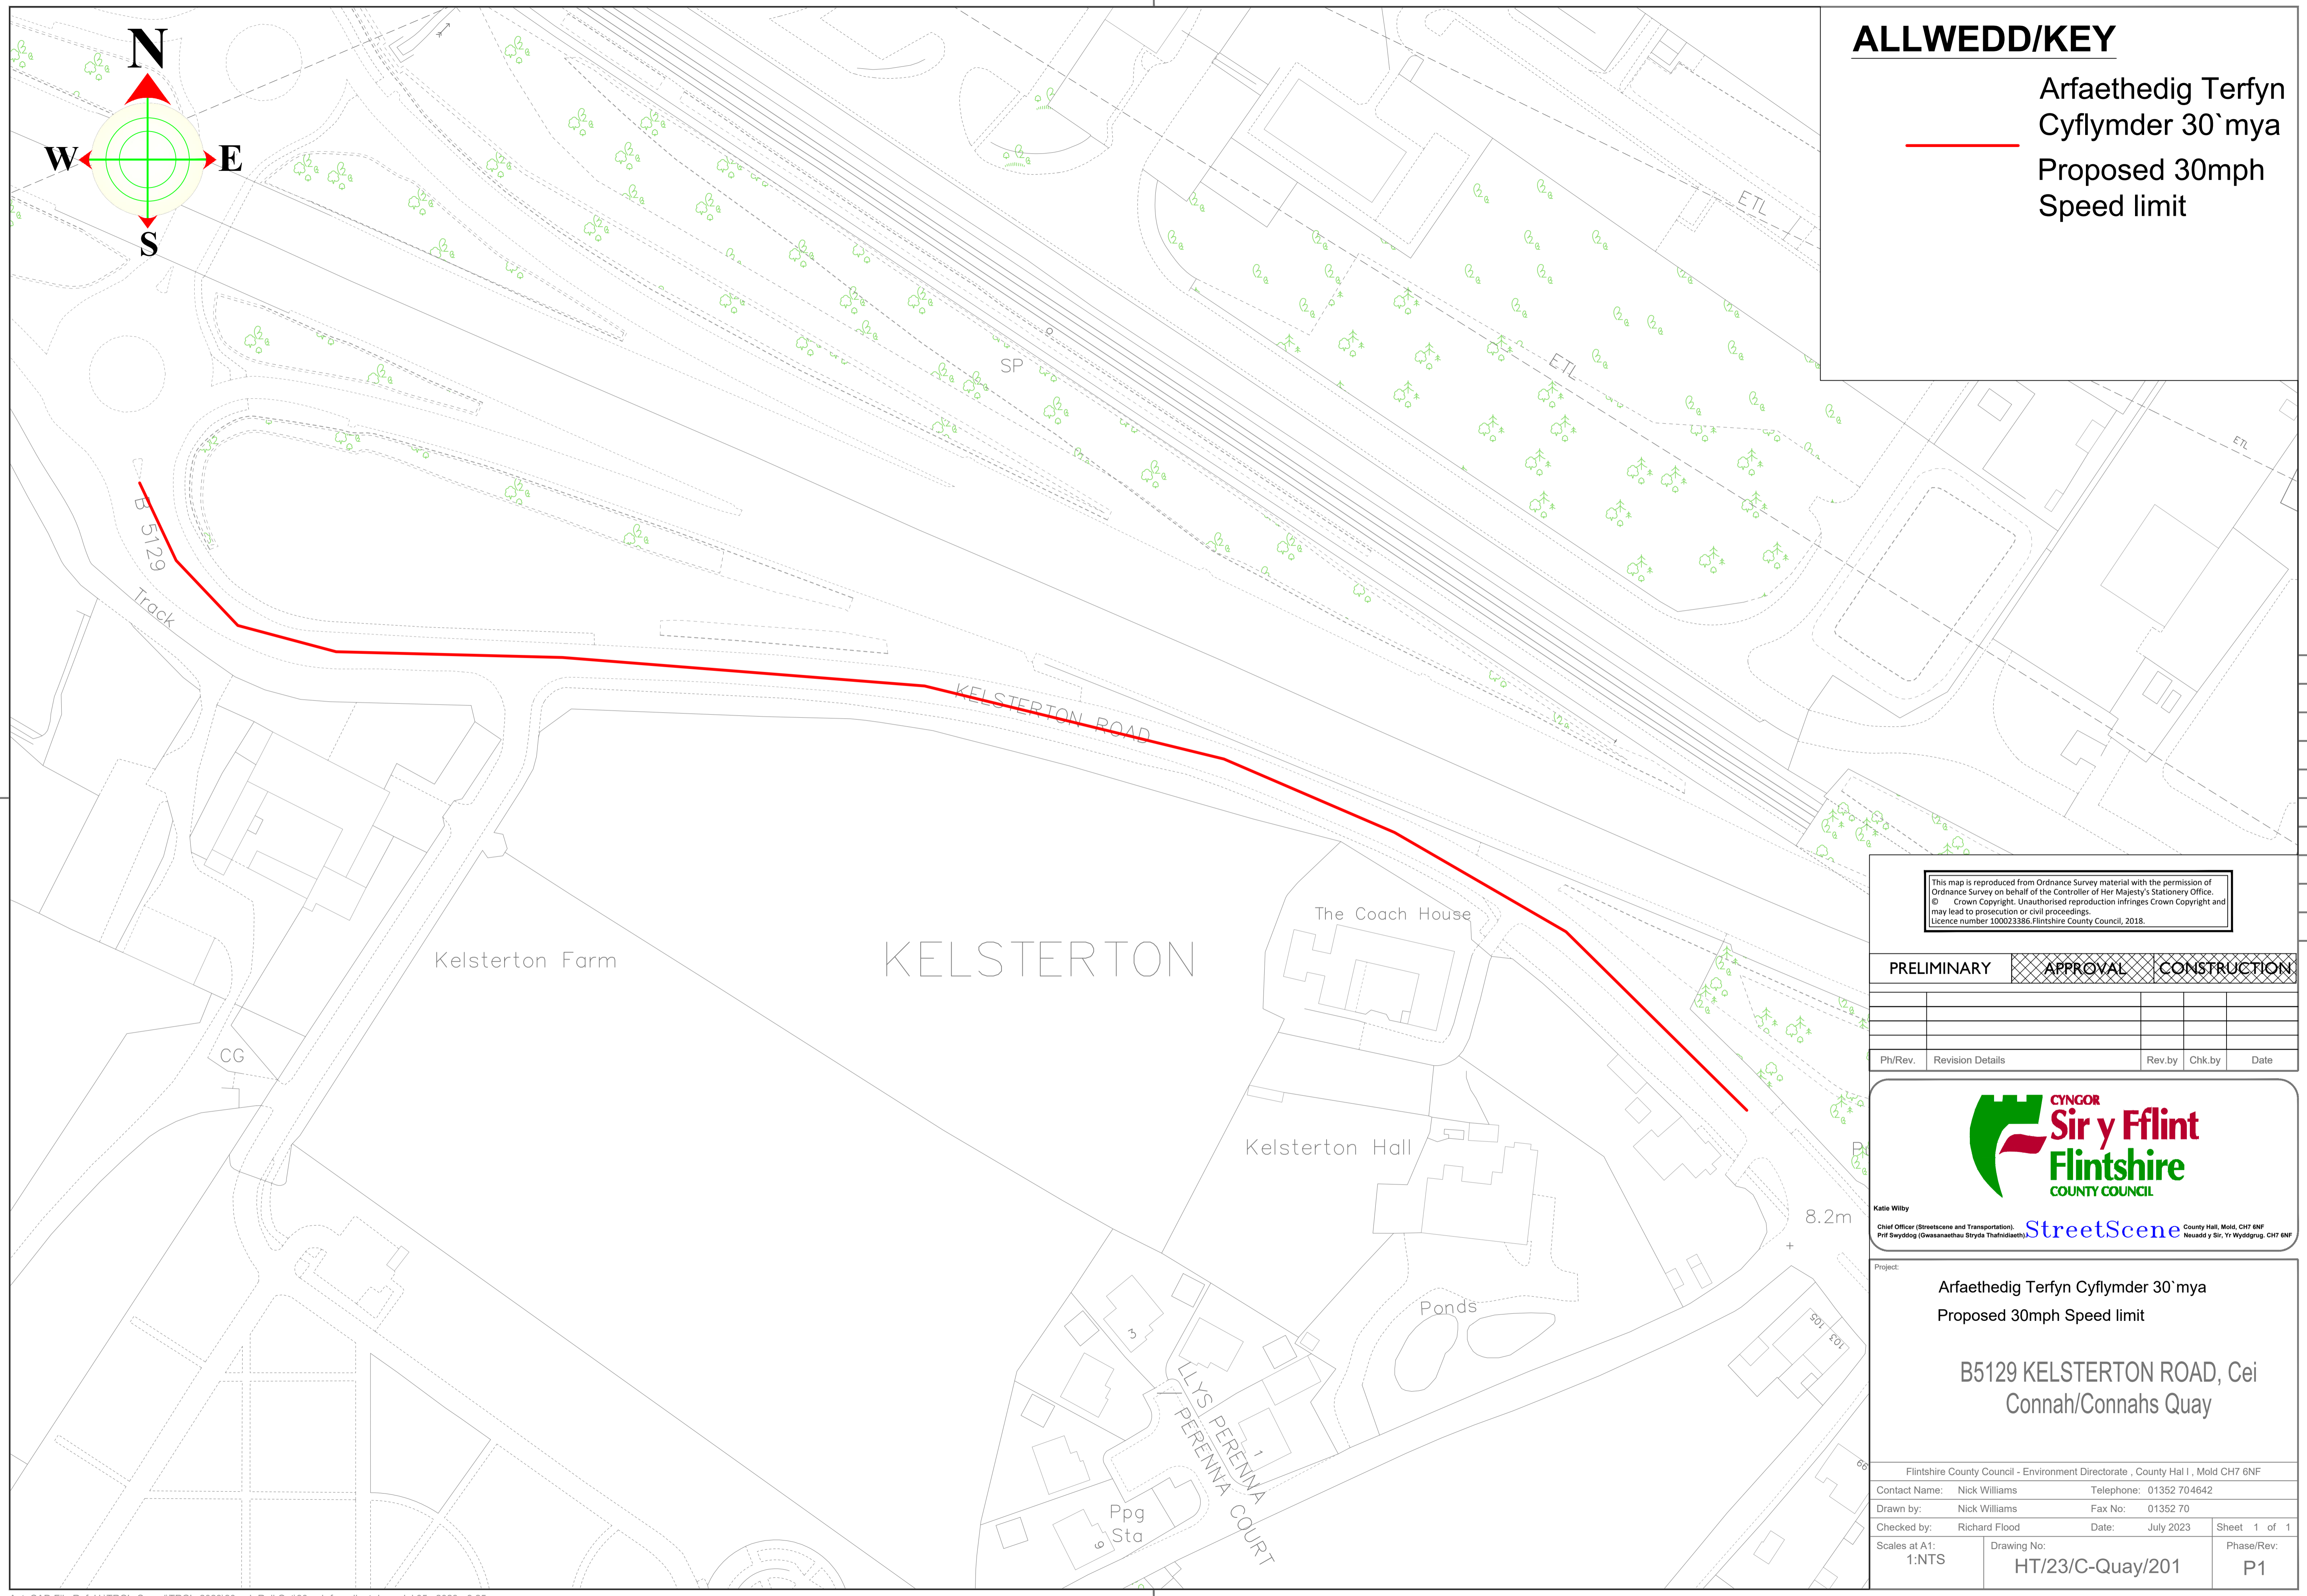 N
W
E
S
ALLWEDD/KEY
Arfaethedig Terfyn
Cyflymder 30`mya
Proposed 30mph
Speed limit
ETL
ETL
ETL
SP
B 5129
Track
KELSTERTON ROAD
The Coach House
Kelsterton Farm
KELSTERTON
CG
Kelsterton Hall
8.2m
Ponds
3
1
9
105
103
99
LLYS PERENNA
PERENNA COURT
Ppg
Sta
This map is reproduced from Ordnance Survey material with the permission of
Ordnance Survey on behalf of the Controller of Her Majesty's Stationery Office.
© Crown Copyright. Unauthorised reproduction infringes Crown Copyright and
may lead to prosecution or civil proceedings.
Licence number 100023386.Flintshire County Council, 2018.
PRELIMINARY APPROVAL CONSTRUCTION
Ph/Rev. Revision Details Rev.by Chk.by Date
CYNGOR
Sir y Fflint
Flintshire
COUNTY COUNCIL
Katie Wilby
Chief Officer (Streetscene and Transportation).
Prif Swyddog (Gwasanaethau Stryda Thafnidiaeth).
StreetScene
County Hall, Mold, CH7 6NF
Neuadd y Sir, Yr Wyddgrug. CH7 6NF
Project:
Arfaethedig Terfyn Cyflymder 30`mya
Proposed 30mph Speed limit
B5129 KELSTERTON ROAD, Cei
Connah/Connahs Quay
Flintshire County Council - Environment Directorate , County Hal l , Mold CH7 6NF
Contact Name: Nick Williams Telephone: 01352 704642
Drawn by: Nick Williams Fax No: 01352 70
Checked by: Richard Flood Date: July 2023 Sheet 1 of 1
Scales at A1: Drawing No: Phase/Rev:
1:NTS HT/23/C-Quay/201 P1